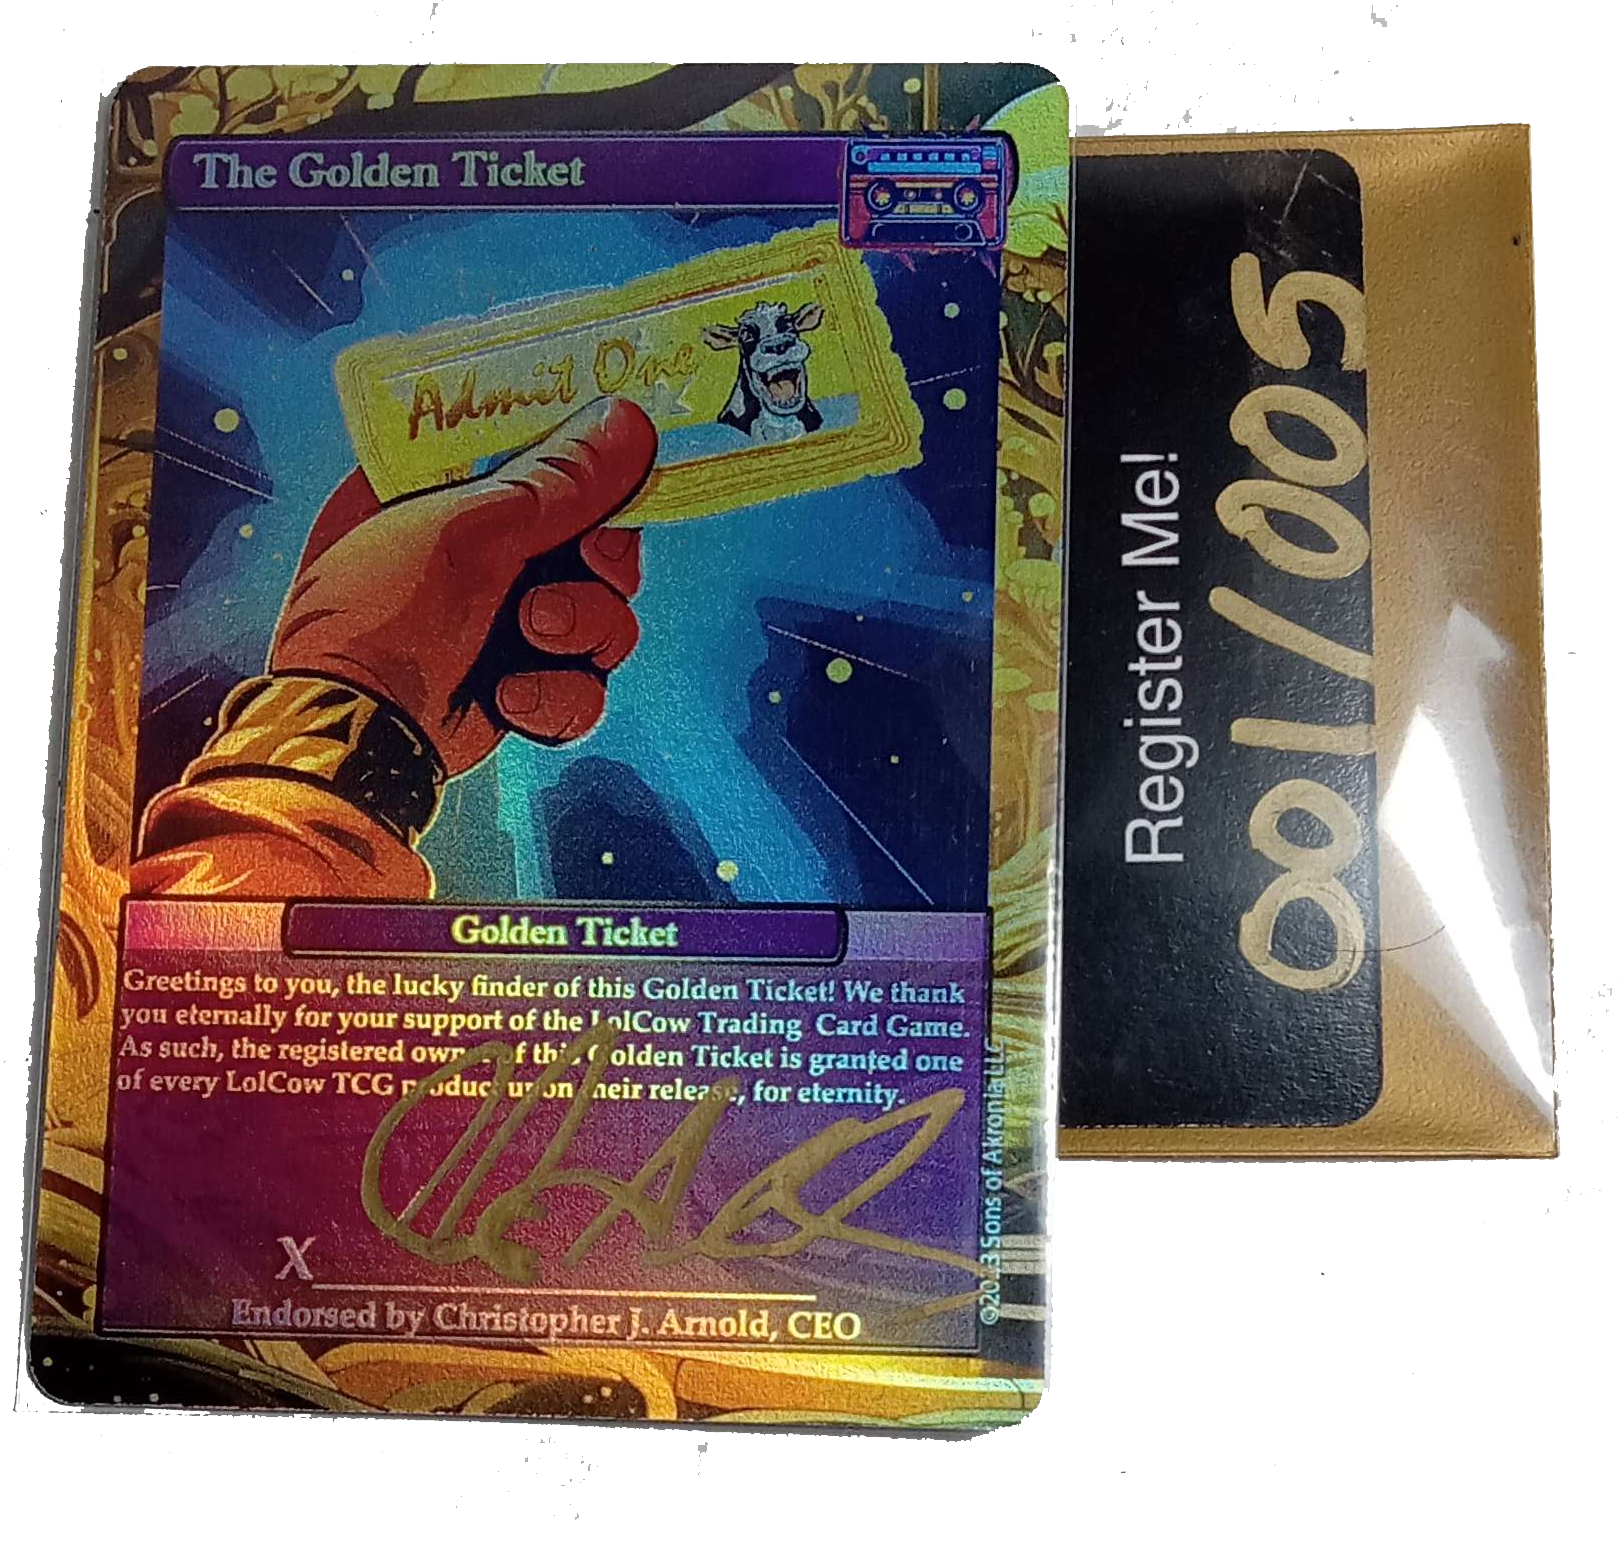 The Golden Ticket
Admit One
Golden Ticket
Greetings to you, the lucky finder of this Golden Ticket! We thank
you eternally for your support of the LolCow Trading Card Game.
As such, the registered owner of this Golden Ticket is granted one
of every LolCow TCG product upon their release, for eternity.
X
Endorsed by Christopher J. Arnold, CEO
©2023 Sons of Akronia LLC
Register Me!
001/005